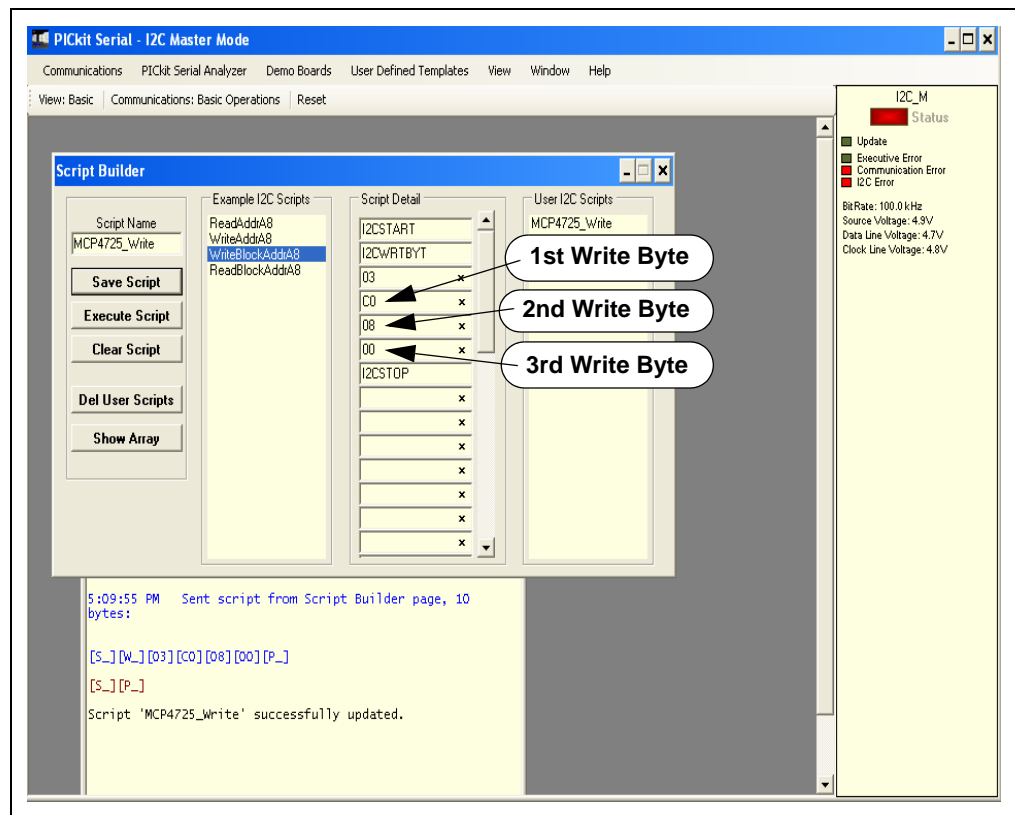 PICkit Serial - I2C Master Mode
Communications PICkit Serial Analyzer Demo Boards User Defined Templates View Window Help
View: Basic Communications: Basic Operations Reset
I2C_M
Status
Update
Executive Error
Communication Error
I2C Error
BitRate: 100.0 kHz
Source Voltage: 4.9V
Data Line Voltage: 4.7V
Clock Line Voltage: 4.8V
Script Builder
Script Name
MCP4725_Write
Save Script
Execute Script
Clear Script
Del User Scripts
Show Array
Example I2C Scripts
ReadAddrA8
WriteAddrA8
WriteBlockAddrA8
ReadBlockAddrA8
Script Detail
I2CSTART
I2CWRTBYT
03 x
C0 x
08 x
00 x
I2CSTOP
x
x
x
x
x
x
x
User I2C Scripts
MCP4725_Write
1st Write Byte
2nd Write Byte
3rd Write Byte
5:09:55 PM Sent script from Script Builder page, 10
bytes:
[S_][W_][03][C0][08][00][P_]
[S_][P_]
Script 'MCP4725_Write' successfully updated.